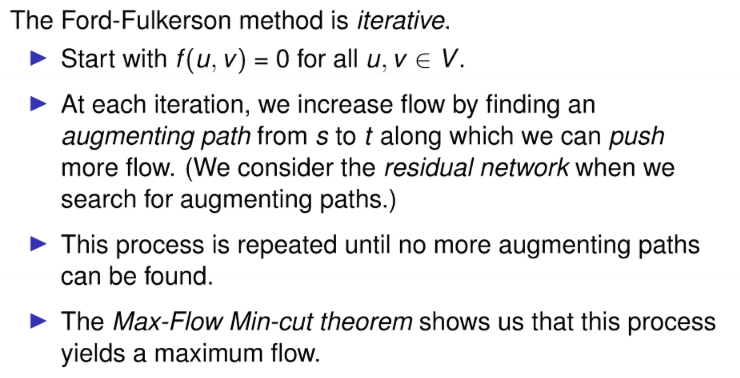 The Ford-Fulkerson method is iterative.
▶ Start with f(u, v) = 0 for all u, v ∈ V.
▶ At each iteration, we increase flow by finding an
augmenting path from s to t along which we can push
more flow. (We consider the residual network when we
search for augmenting paths.)
▶ This process is repeated until no more augmenting paths
can be found.
▶ The Max-Flow Min-cut theorem shows us that this process
yields a maximum flow.